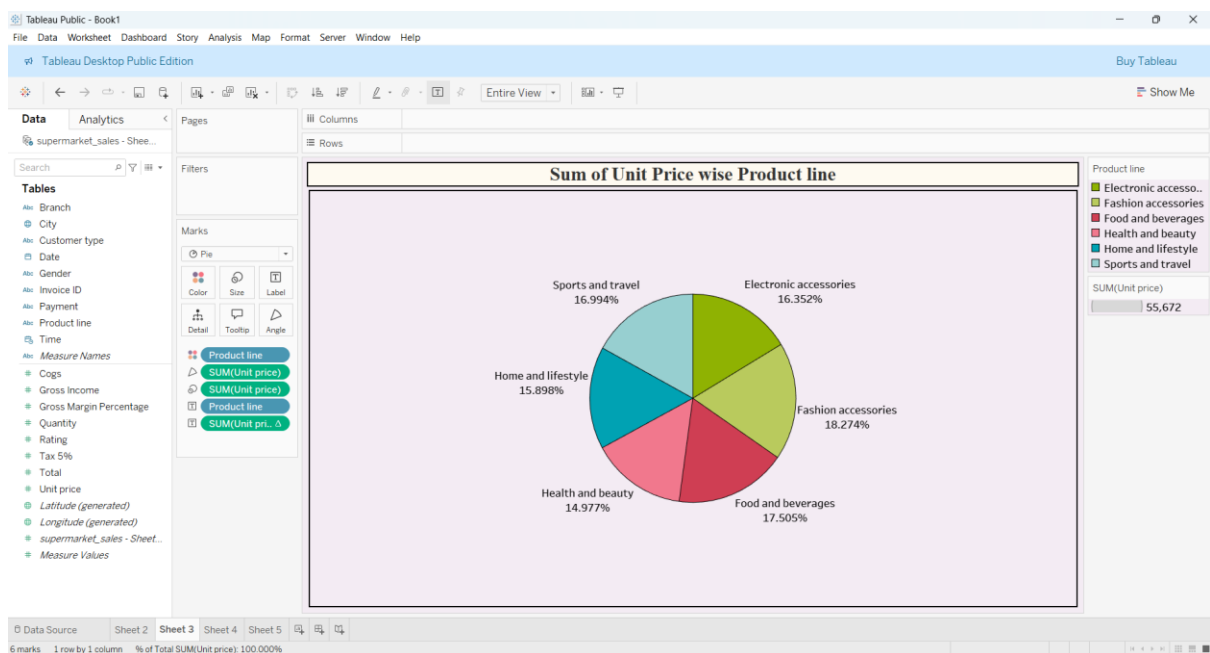 Tableau Public - Book1
File Data Worksheet Dashboard Story Analysis Map Format Server Window Help
Tableau Desktop Public Edition
Buy Tableau
Entire View
Show Me
Data Analytics
supermarket_sales - Shee...
Search
Tables
Abc Branch
City
Abc Customer type
Date
Abc Gender
Abc Invoice ID
Abc Payment
Abc Product line
Time
Abc Measure Names
# Cogs
# Gross Income
# Gross Margin Percentage
# Quantity
# Rating
# Tax 5%
# Total
# Unit price
Latitude (generated)
Longitude (generated)
# supermarket_sales - Sheet...
# Measure Values
Pages
Filters
Marks
Pie
Color Size Label
Detail Tooltip Angle
Product line
SUM(Unit price)
SUM(Unit price)
Product line
SUM(Unit pri.. Δ
Columns
Rows
Sum of Unit Price wise Product line
Sports and travel
16.994%
Electronic accessories
16.352%
Home and lifestyle
15.898%
Fashion accessories
18.274%
Health and beauty
14.977%
Food and beverages
17.505%
Product line
Electronic accesso..
Fashion accessories
Food and beverages
Health and beauty
Home and lifestyle
Sports and travel
SUM(Unit price)
55,672
Data Source Sheet 2 Sheet 3 Sheet 4 Sheet 5
6 marks 1 row by 1 column % of Total SUM(Unit price): 100.000%